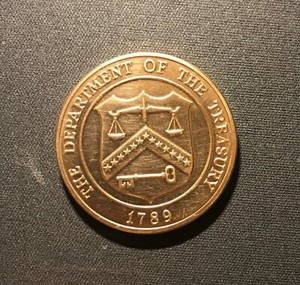 THE DEPARTMENT OF THE TREASURY
1789